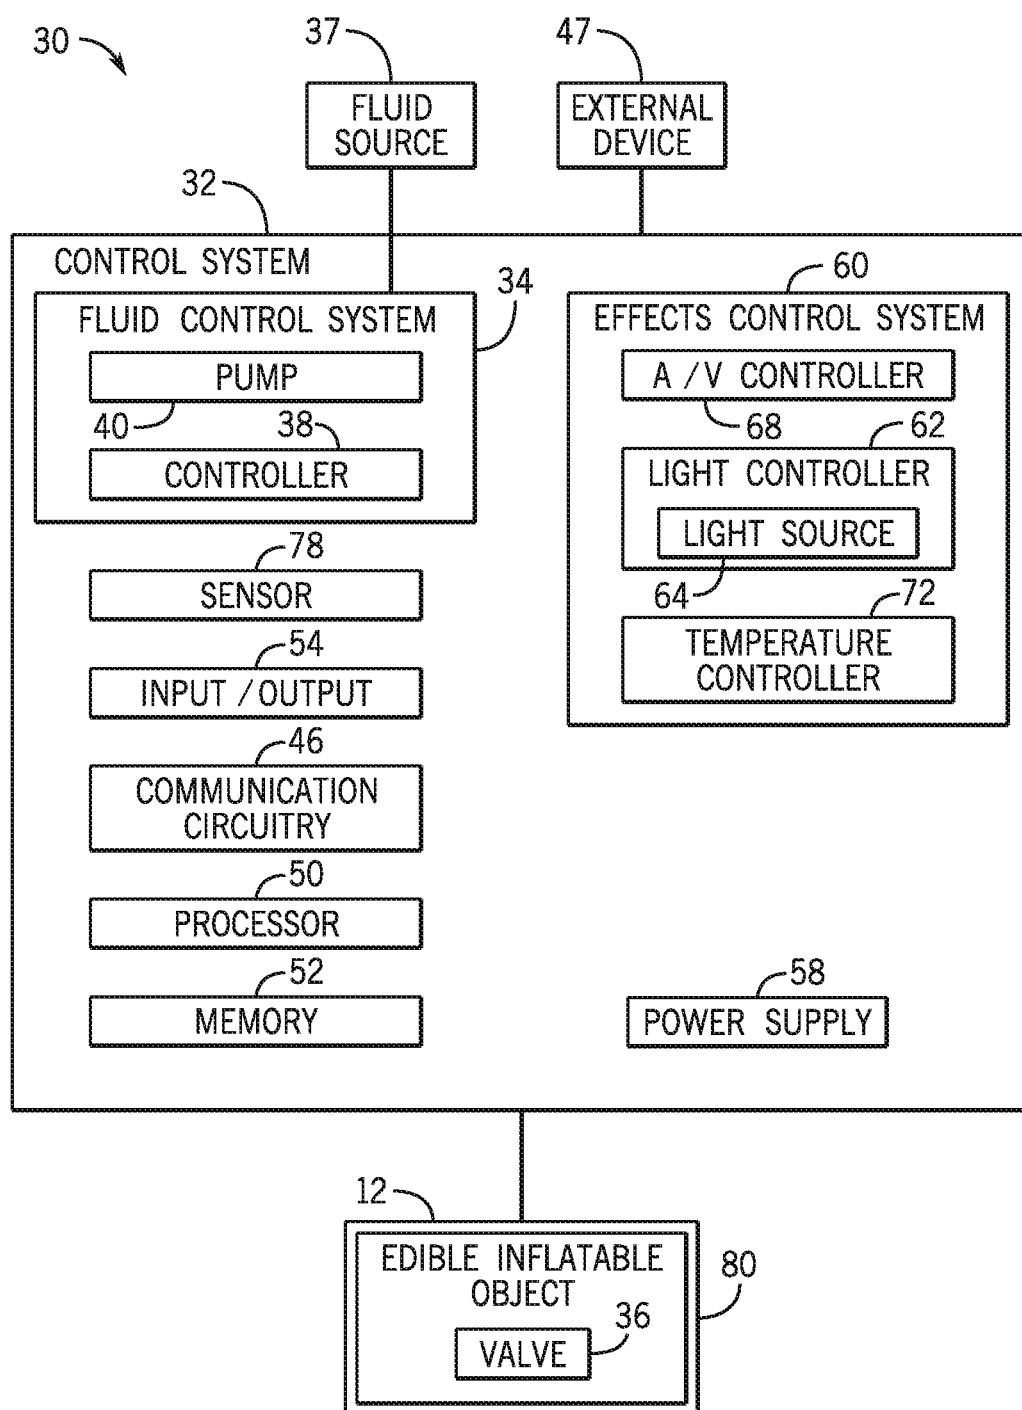 30
37
47
FLUID
SOURCE
EXTERNAL
DEVICE
32
CONTROL SYSTEM
34
60
FLUID CONTROL SYSTEM
PUMP
40
38
CONTROLLER
EFFECTS CONTROL SYSTEM
A / V CONTROLLER
68
62
LIGHT CONTROLLER
LIGHT SOURCE
64
72
TEMPERATURE
CONTROLLER
78
SENSOR
54
INPUT / OUTPUT
46
COMMUNICATION
CIRCUITRY
50
PROCESSOR
52
MEMORY
58
POWER SUPPLY
12
EDIBLE INFLATABLE
OBJECT
80
36
VALVE